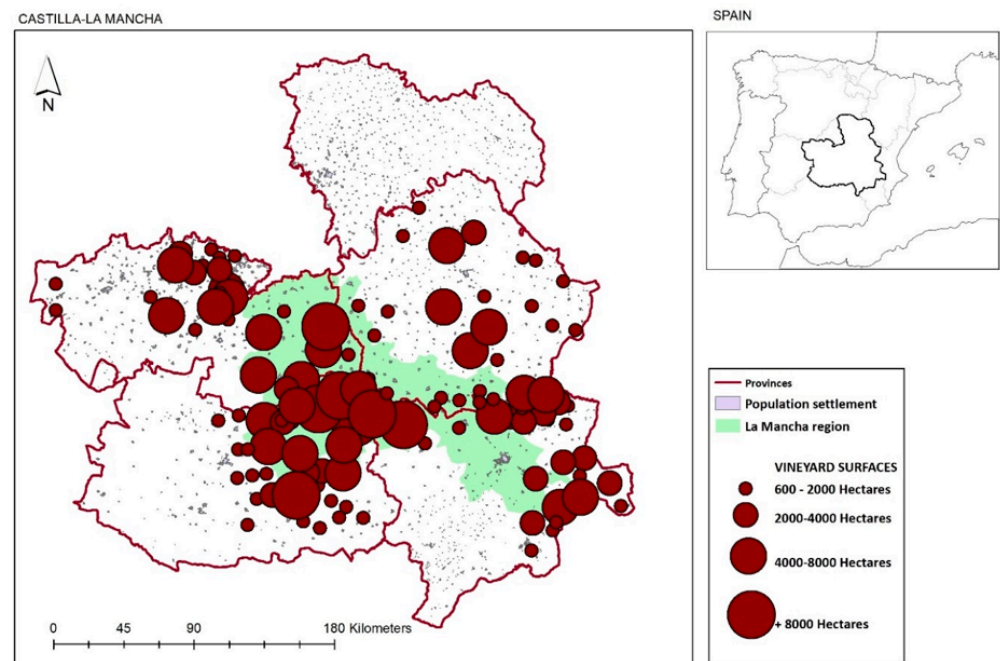 CASTILLA-LA MANCHA
SPAIN
N
0 45 90 180 Kilometers
Provinces
Population settlement
La Mancha region
VINEYARD SURFACES
600 - 2000 Hectares
2000-4000 Hectares
4000-8000 Hectares
+ 8000 Hectares